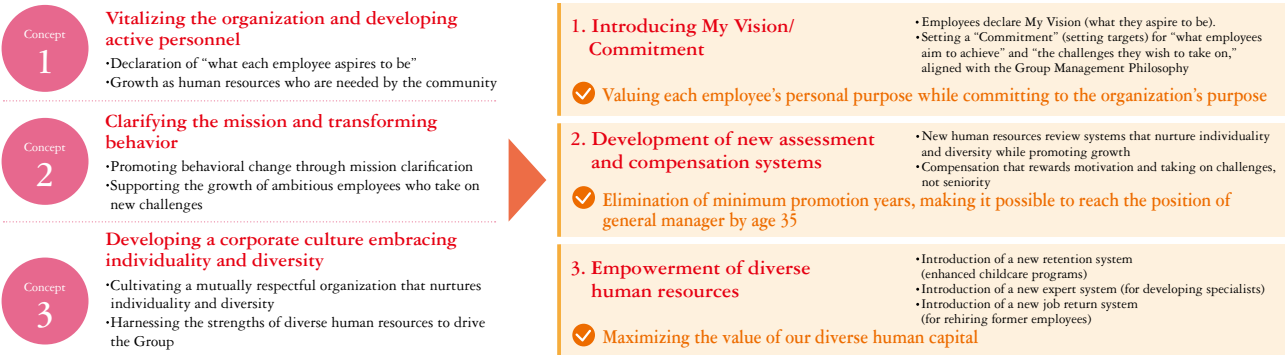 Concept
1
Vitalizing the organization and developing
active personnel
・Declaration of “what each employee aspires to be”
・Growth as human resources who are needed by the community
Concept
2
Clarifying the mission and transforming
behavior
・Promoting behavioral change through mission clarification
・Supporting the growth of ambitious employees who take on
new challenges
Concept
3
Developing a corporate culture embracing
individuality and diversity
・Cultivating a mutually respectful organization that nurtures
individuality and diversity
・Harnessing the strengths of diverse human resources to drive
the Group
1. Introducing My Vision/
Commitment
•Employees declare My Vision (what they aspire to be).
•Setting a “Commitment” (setting targets) for “what employees
aim to achieve” and “the challenges they wish to take on,”
aligned with the Group Management Philosophy
Valuing each employee’s personal purpose while committing to the organization’s purpose
2. Development of new assessment
and compensation systems
•New human resources review systems that nurture individuality
and diversity while promoting growth
•Compensation that rewards motivation and taking on challenges,
not seniority
Elimination of minimum promotion years, making it possible to reach the position of
general manager by age 35
3. Empowerment of diverse
human resources
•Introduction of a new retention system
(enhanced childcare programs)
•Introduction of a new expert system (for developing specialists)
•Introduction of a new job return system
(for rehiring former employees)
Maximizing the value of our diverse human capital